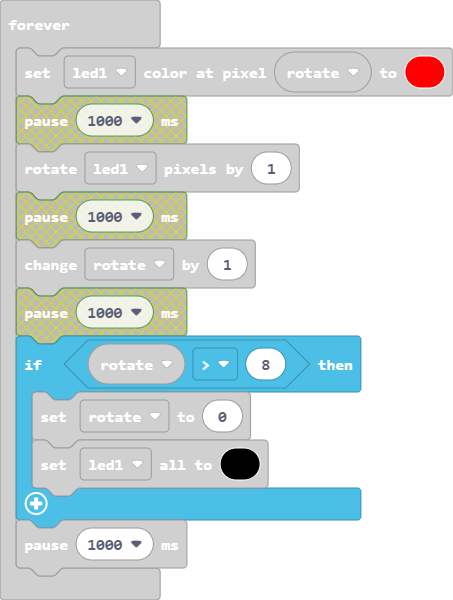 forever
set led1 color at pixel rotate to
pause 1000 ms
rotate led1 pixels by 1
pause 1000 ms
change rotate by 1
pause 1000 ms
if rotate > 8 then
set rotate to 0
set led1 all to
pause 1000 ms